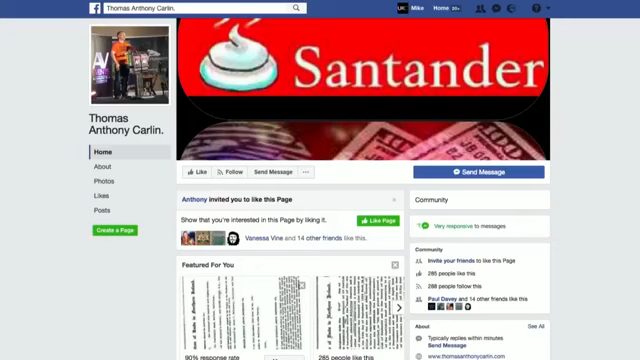 Thomas Anthony Carlin.
Mike
Home 20+
Santander
Thomas
Anthony Carlin.
Home
About
Photos
Likes
Posts
Create a Page
Like
Follow
Send Message
...
Send Message
Anthony invited you to like this Page
Show that you're interested in this Page by liking it.
Like Page
Vanessa Vine and 14 other friends like this.
Featured For You
90% response rate
285 people like this
Community
Very responsive to messages
Community
Invite your friends to like this Page
285 people like this
288 people follow this
Paul Davey and 14 other friends like this
About
See All
Typically replies within minutes
Send Message
www.thomasanthonycarlin.com